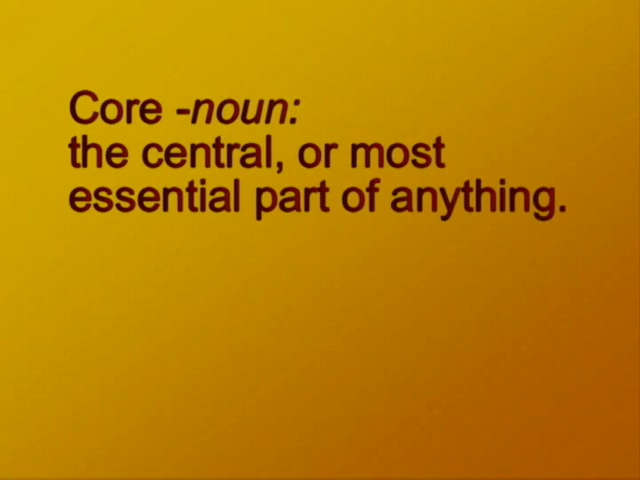 Core -noun:
the central, or most
essential part of anything.